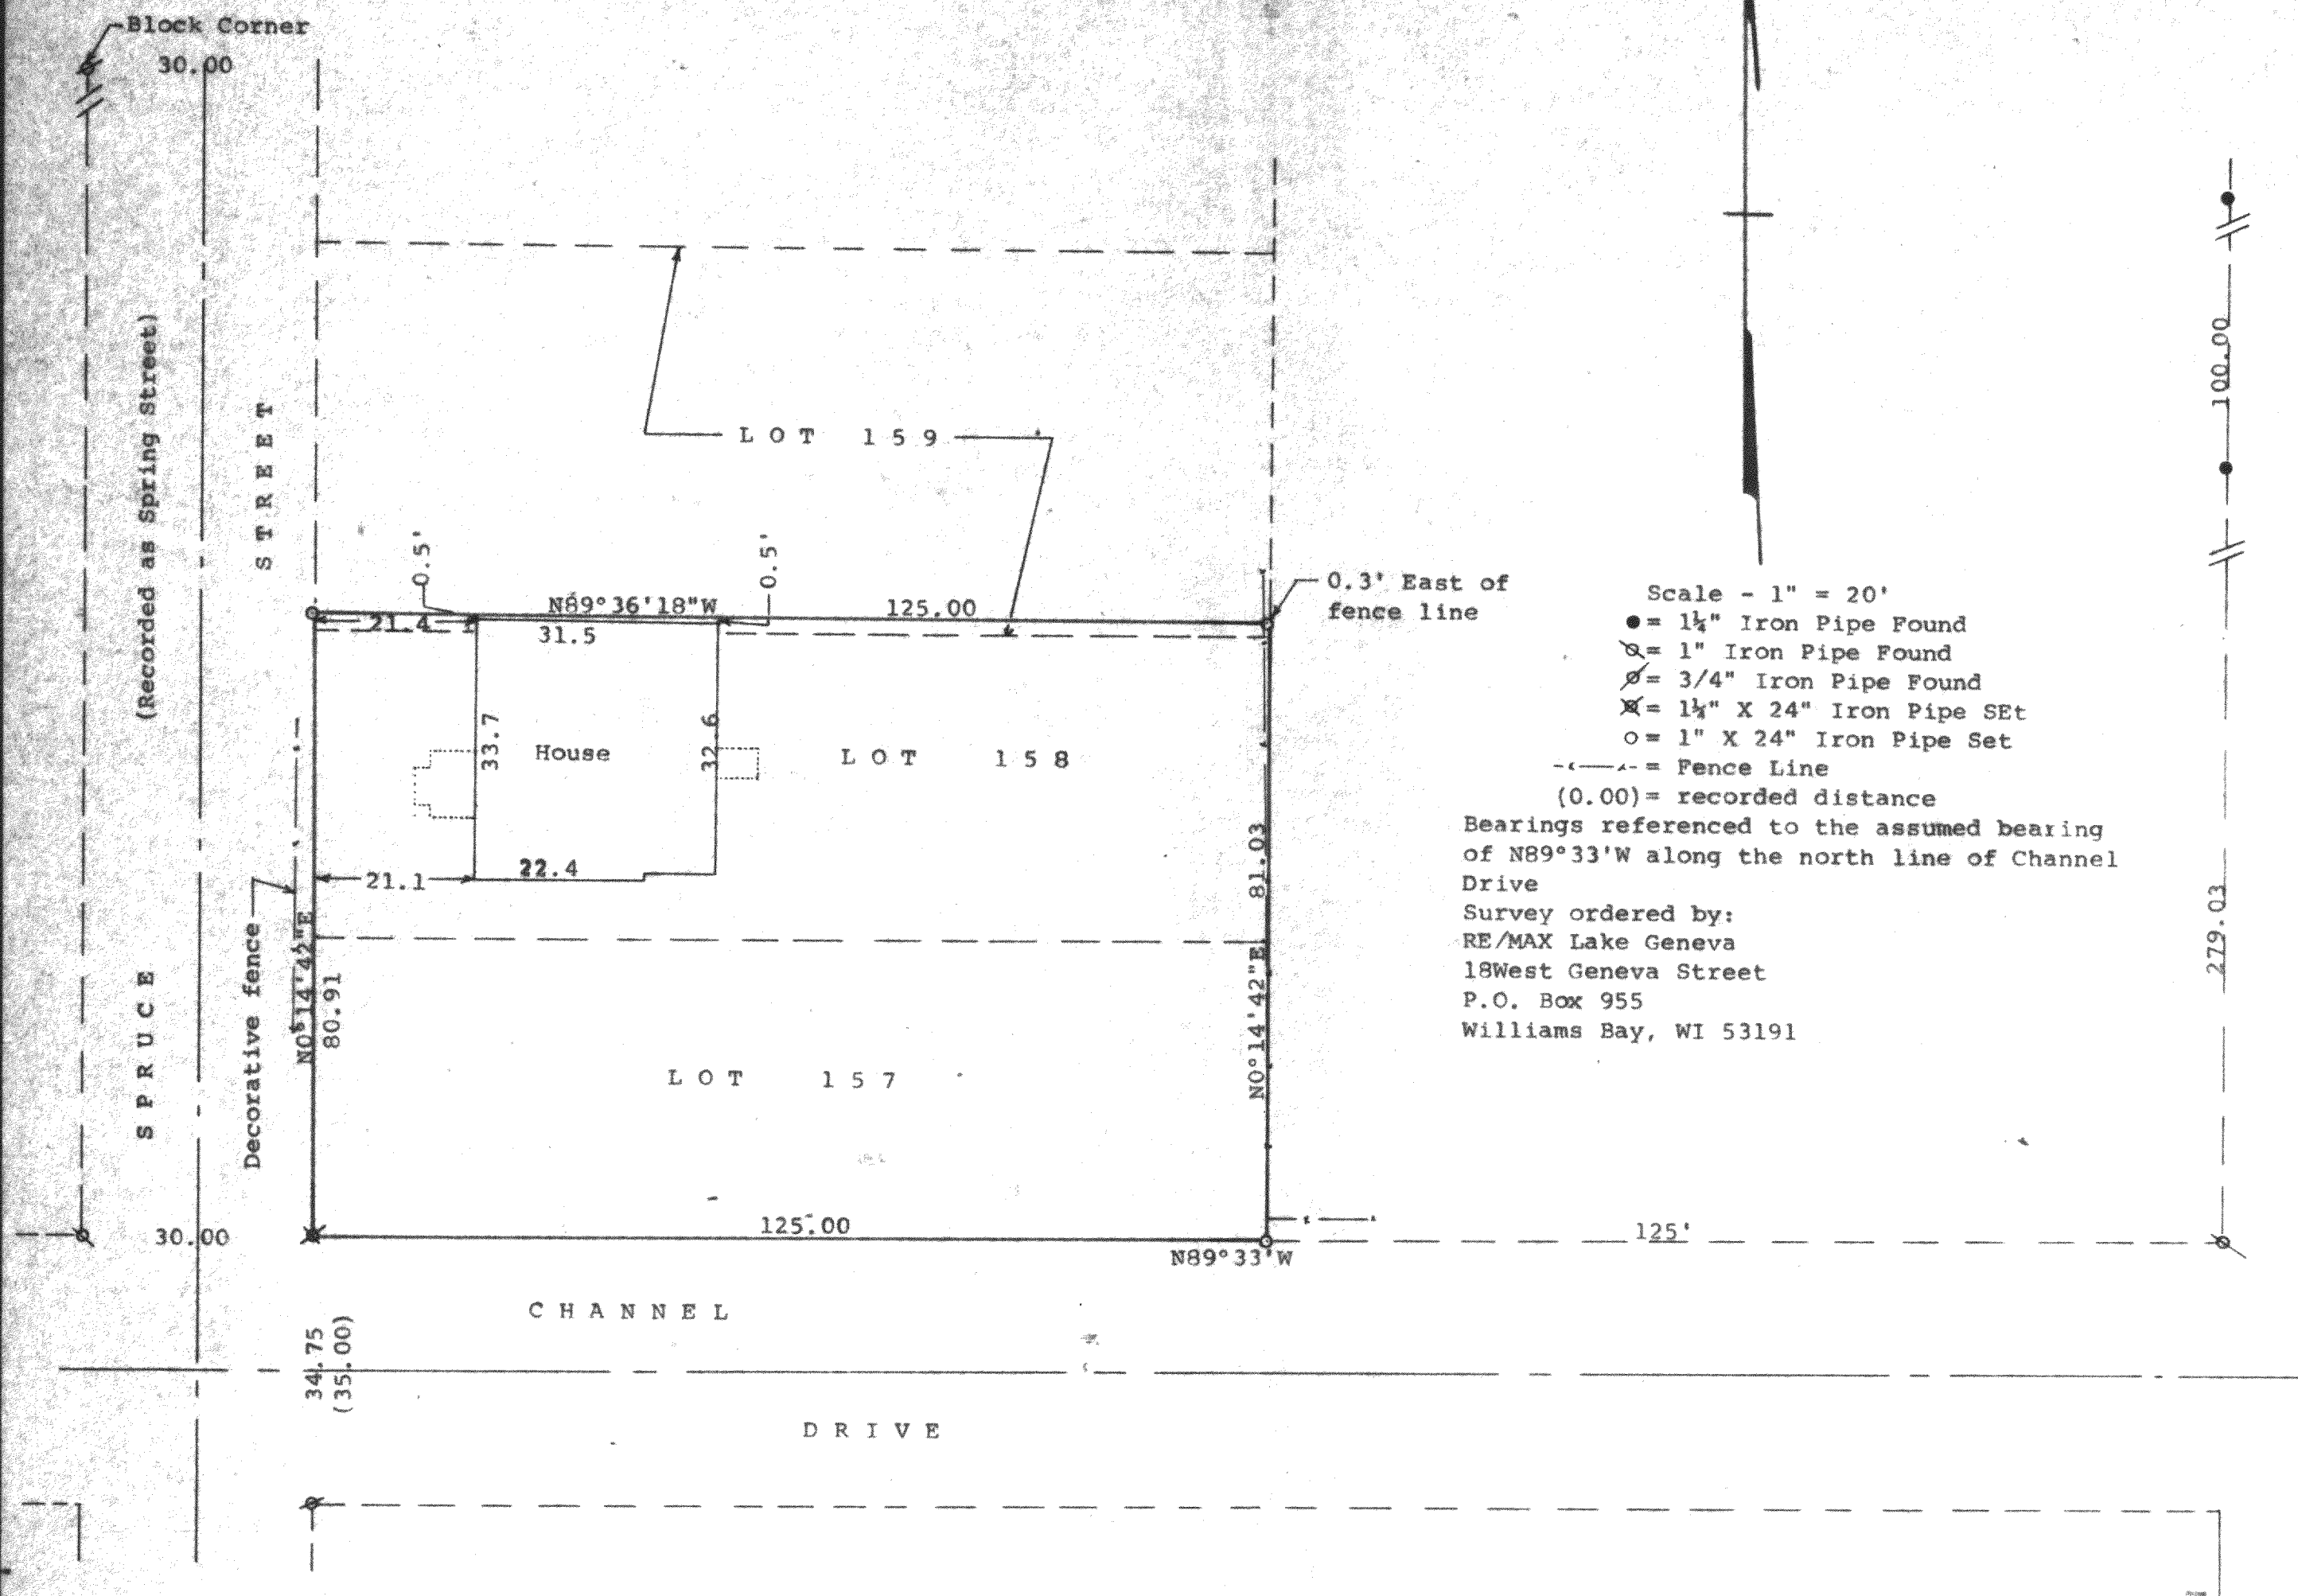 Block Corner
30.00
(Recorded as Spring Street)
STREET
100.00
LOT 159
0.5'
0.5'
N89°36'18"W
125.00
21.4
31.5
0.3' East of
fence line
Scale - 1" = 20'
= 1¼" Iron Pipe Found
= 1" Iron Pipe Found
= 3/4" Iron Pipe Found
= 1¼" X 24" Iron Pipe SEt
= 1" X 24" Iron Pipe Set
= Fence Line
(0.00)= recorded distance
Bearings referenced to the assumed bearing
of N89°33'W along the north line of Channel
Drive
Survey ordered by:
RE/MAX Lake Geneva
18West Geneva Street
P.O. Box 955
Williams Bay, WI 53191
33.7
House
32.6
LOT 158
22.4
21.1
81.03
N0°14'42"E
279.03
Decorative fence
N0°14'42"E
80.91
SPRUCE
LOT 157
30.00
125.00
125'
N89°33'W
CHANNEL
34.75
(35.00)
DRIVE